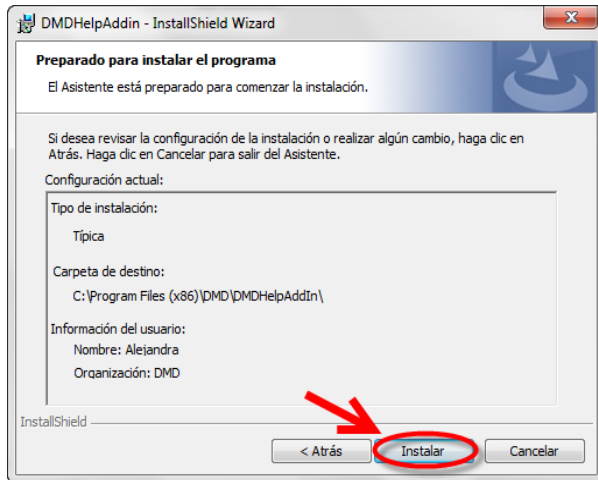 DMDHelpAddin - InstallShield Wizard
Preparado para instalar el programa
El Asistente está preparado para comenzar la instalación.
Si desea revisar la configuración de la instalación o realizar algún cambio, haga clic en
Atrás. Haga clic en Cancelar para salir del Asistente.
Configuración actual:
Tipo de instalación:
Típica
Carpeta de destino:
C:\Program Files (x86)\DMD\DMDHelpAddIn\
Información del usuario:
Nombre: Alejandra
Organización: DMD
InstallShield
< Atrás Instalar Cancelar